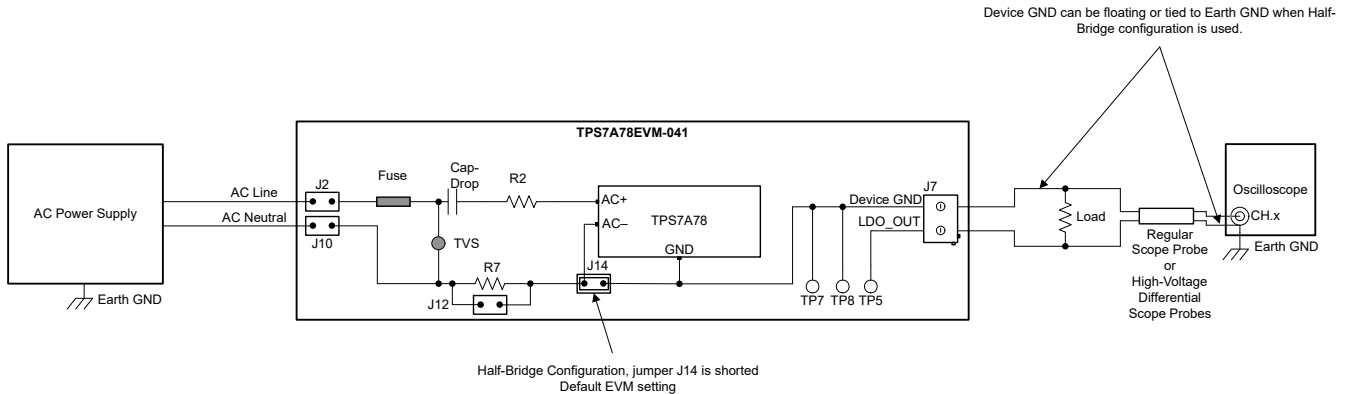 Device GND can be floating or tied to Earth GND when Half-
Bridge configuration is used.
TPS7A78EVM-041
AC Power Supply
Earth GND
AC Line
AC Neutral
J2
J10
Fuse
Cap-
Drop
R2
TVS
R7
J12
J14
AC+
AC–
TPS7A78
GND
Device GND
LDO_OUT
J7
TP7
TP8
TP5
Load
Regular
Scope Probe
or
High-Voltage
Differential
Scope Probes
Oscilloscope
CH.x
Earth GND
Half-Bridge Configuration, jumper J14 is shorted
Default EVM setting